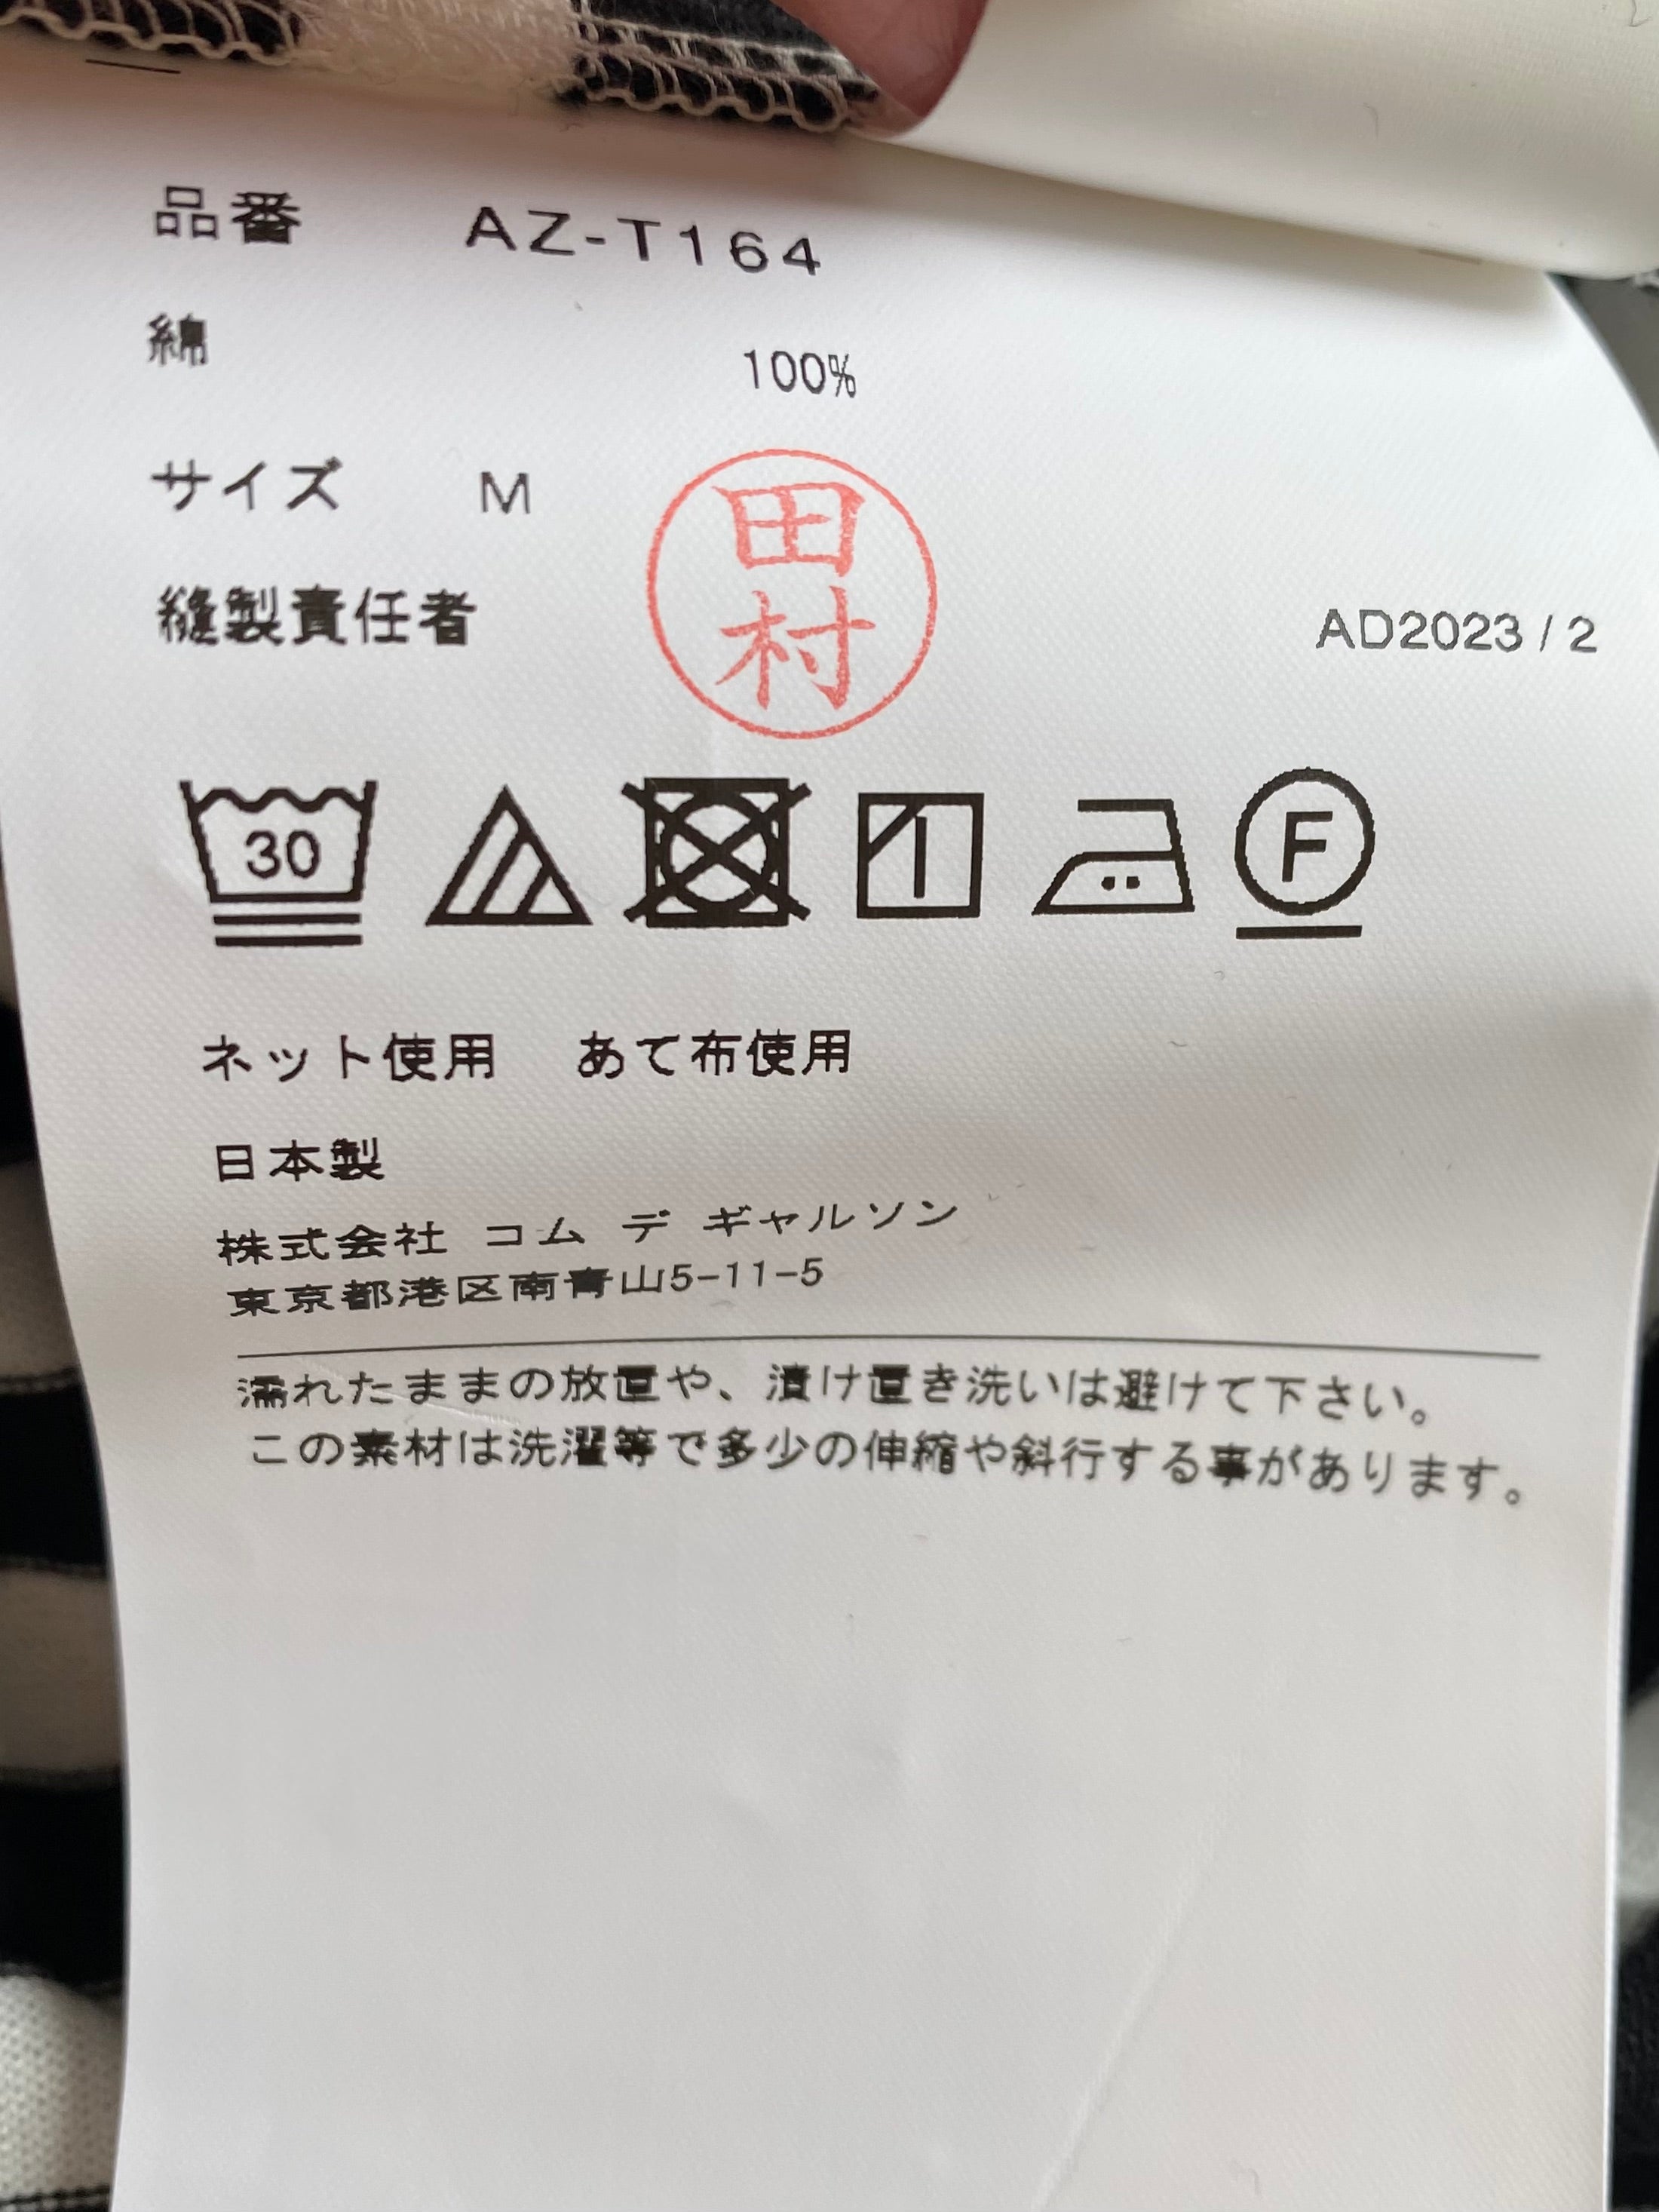 品番 AZ-T164
綿 100%
サイズ M
田村
縫製責任者 AD2023/2
30
F
ネット使用 あて布使用
日本製
株式会社 コム デ ギャルソン
東京都港区南青山5-11-5
濡れたままの放置や、漬け置き洗いは避けて下さい。
この素材は洗濯等で多少の伸縮や斜行する事があります。